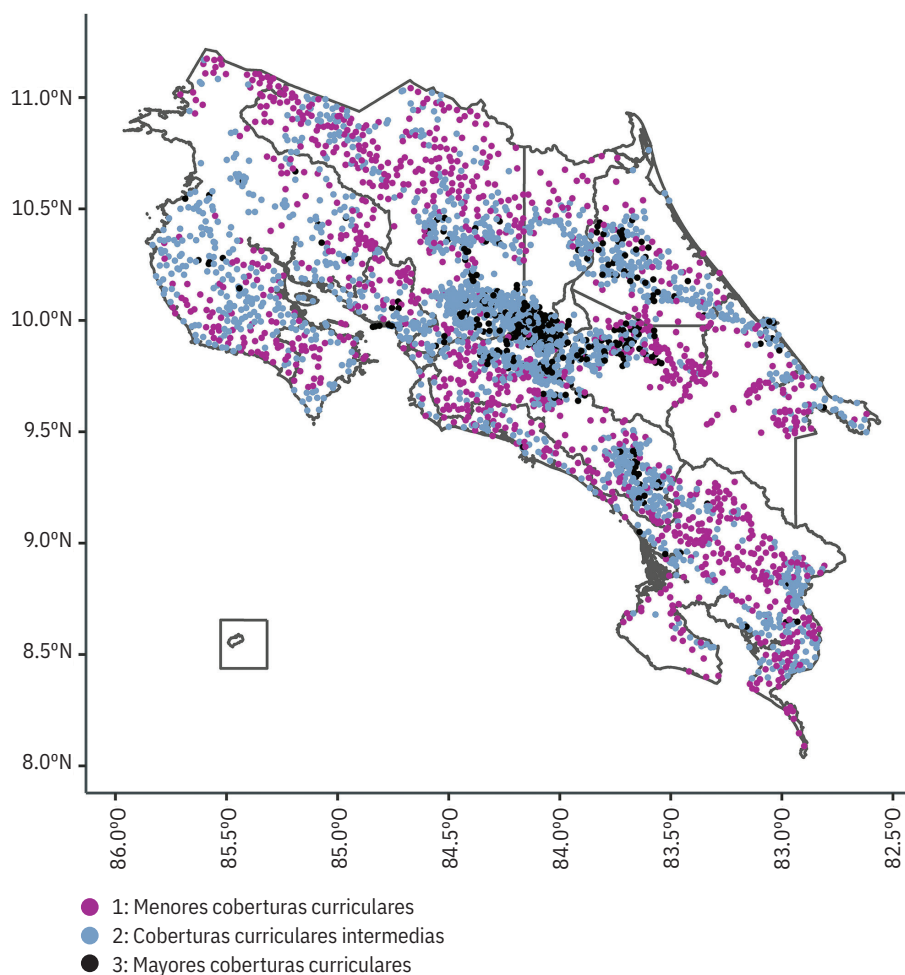 11.0ºN
10.5ºN
10.0ºN
9.5ºN
9.0ºN
8.5ºN
8.0ºN
86.0ºO
85.5ºO
85.0ºO
84.5ºO
84.0ºO
83.5ºO
83.0ºO
82.5ºO
1: Menores coberturas curriculares
2: Coberturas curriculares intermedias
3: Mayores coberturas curriculares